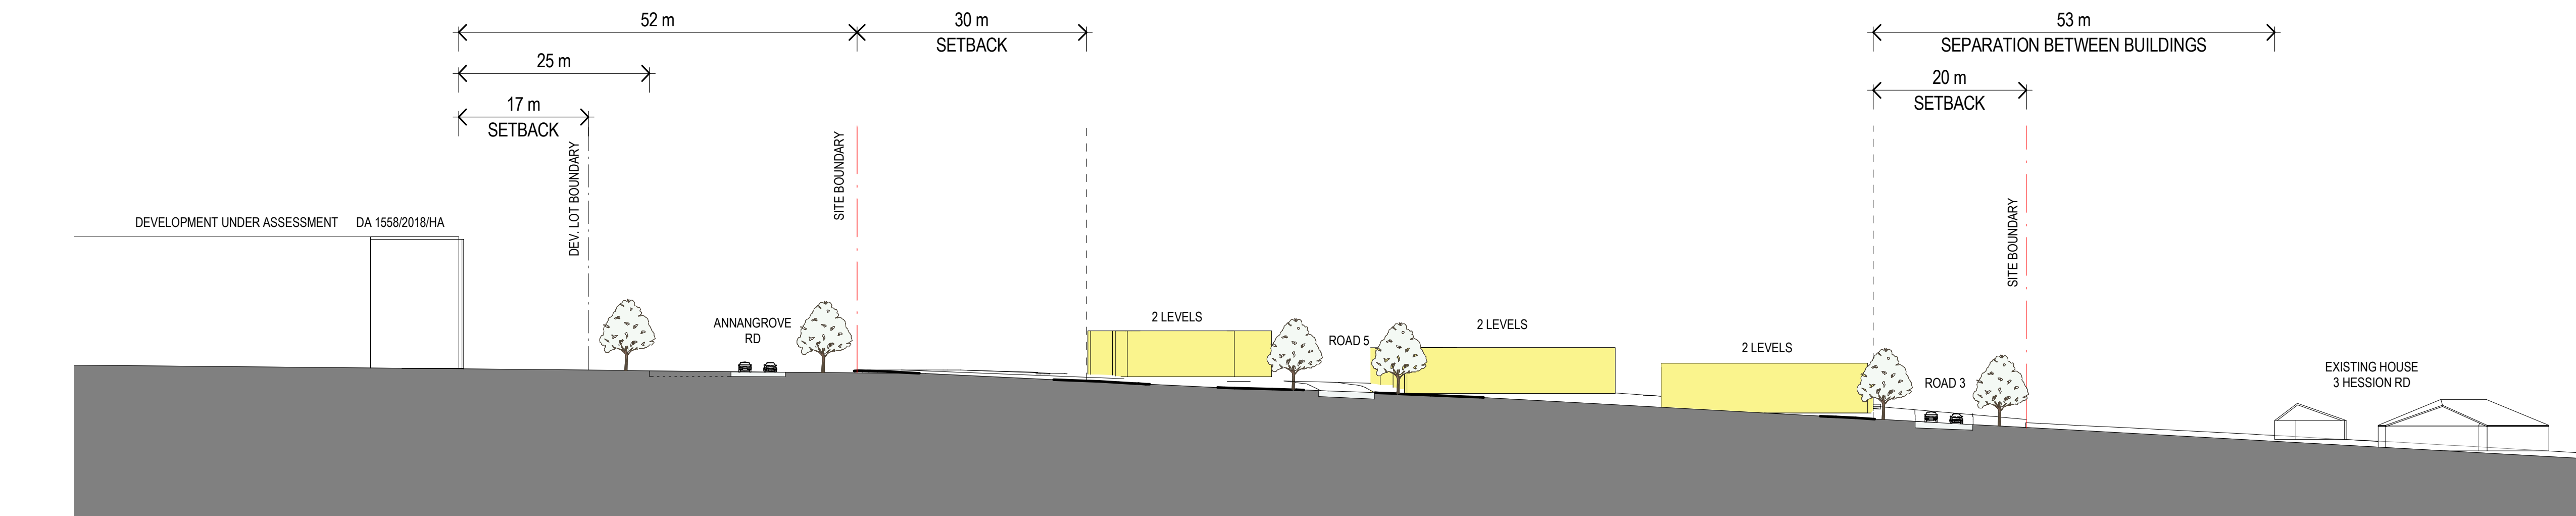 52 m
30 m
SETBACK
53 m
SEPARATION BETWEEN BUILDINGS
25 m
20 m
SETBACK
17 m
SETBACK
DEV. LOT BOUNDARY
SITE BOUNDARY
SITE BOUNDARY
DEVELOPMENT UNDER ASSESSMENT DA 1558/2018/HA
ANNANGROVE
RD
2 LEVELS
ROAD 5
2 LEVELS
2 LEVELS
ROAD 3
EXISTING HOUSE
3 HESSION RD